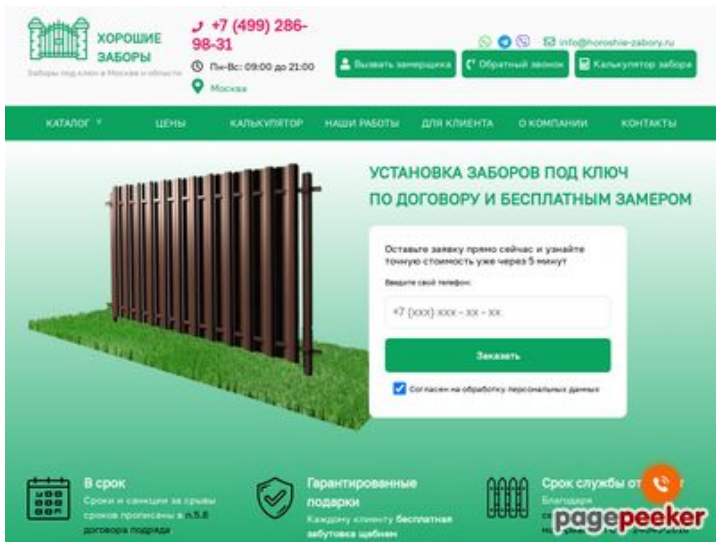 ХОРОШИЕ
ЗАБОРЫ
Заборы под ключ в Москве и области
+7 (499) 286-
98-31
Пн-Вс: 09:00 до 21:00
Москва
info@horoshie-zabory.ru
Вызвать замерщика
Обратный звонок
Калькулятор забора
КАТАЛОГ
ЦЕНЫ
КАЛЬКУЛЯТОР
НАШИ РАБОТЫ
ДЛЯ КЛИЕНТА
О КОМПАНИИ
КОНТАКТЫ
УСТАНОВКА ЗАБОРОВ ПОД КЛЮЧ
ПО ДОГОВОРУ И БЕСПЛАТНЫМ ЗАМЕРОМ
Оставьте заявку прямо сейчас и узнайте
точную стоимость уже через 5 минут
Введите свой телефон:
+7 (xxx) xxx - xx - xx
Заказать
Согласен на обработку персональных данных
В срок
Сроки и санкции за срывы
сроков прописаны в п.5.6
договора подряда
Гарантированные
подарки
Каждому клиенту бесплатная
забутовка щебнем
Срок службы от
Благодаря
pagepeeker